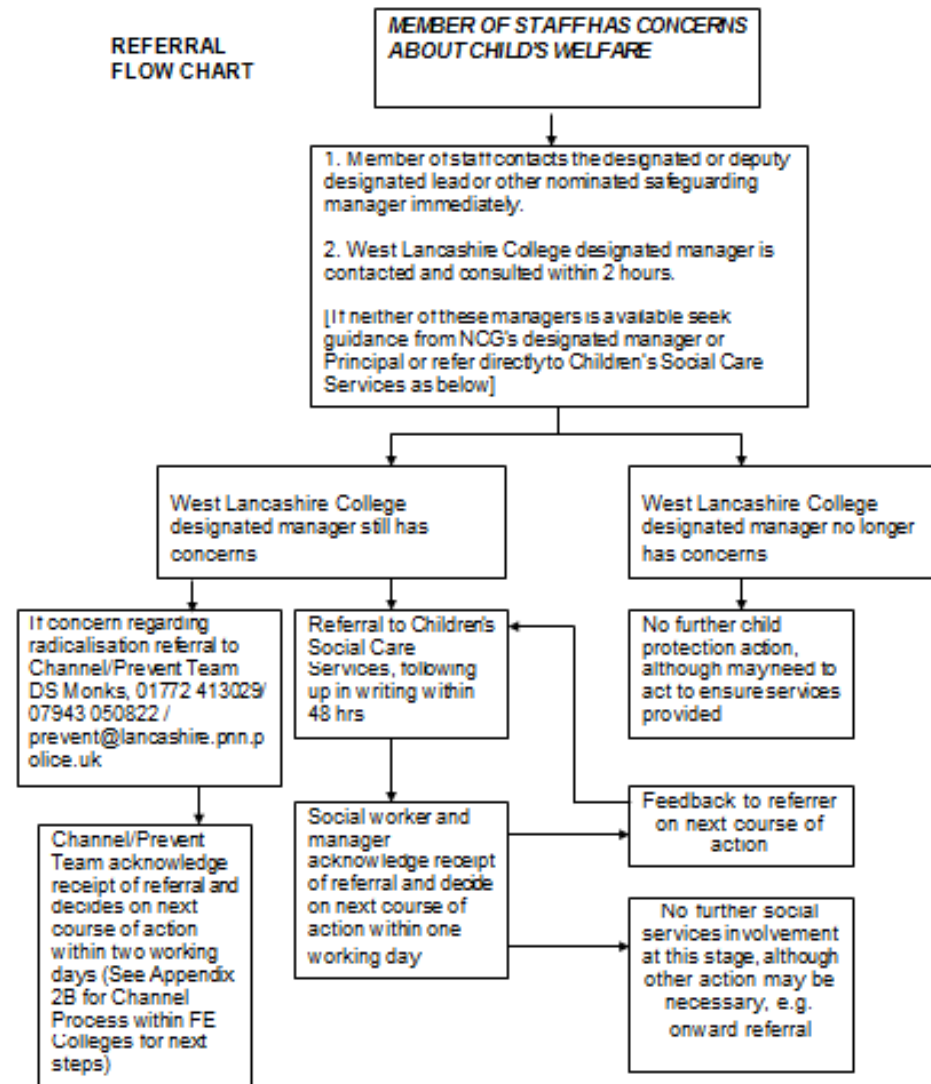 REFERRAL
FLOW CHART
MEMBER OF STAFF HAS CONCERNS
ABOUT CHILD'S WELFARE
1. Member of staff contacts the designated or deputy
designated lead or other nominated safeguarding
manager immediately.
2. West Lancashire College designated manager is
contacted and consulted within 2 hours.
[If neither of these managers is available seek
guidance from NCG's designated manager or
Principal or refer directly to Children's Social Care
Services as below]
West Lancashire College
designated manager still has
concerns
West Lancashire College
designated manager no longer
has concerns
If concern regarding
radicalisation referral to
Channel/Prevent Team
DS Monks, 01772 413029/
07943 050822 /
prevent@lancashire.pnn.p
olice.uk
Referral to Children's
Social Care
Services, following
up in writing within
48 hrs
No further child
protection action,
although may need to
act to ensure services
provided
Channel/Prevent
Team acknowledge
receipt of referral and
decides on next
course of action
within two working
days (See Appendix
2B for Channel
Process within FE
Colleges for next
steps)
Social worker and
manager
acknowledge receipt
of referral and decide
on next course of
action within one
working day
Feedback to referrer
on next course of
action
No further social
services involvement
at this stage, although
other action may be
necessary, e.g.
onward referral